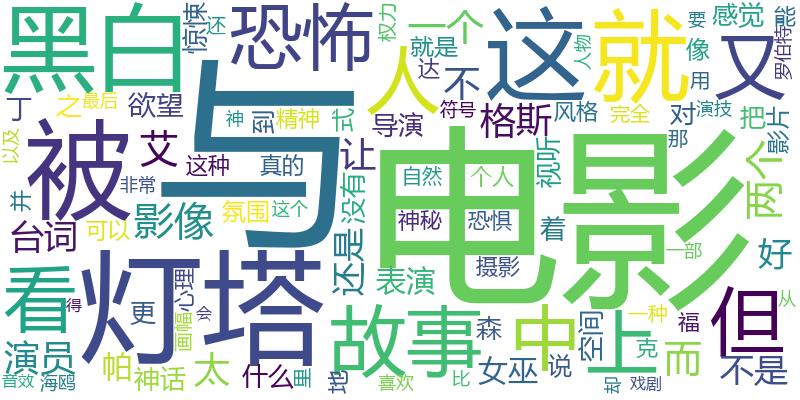 黑白
惊悚
还
恐怖
权力
一个
就是
达
这
人物
就
要
像
用
感觉
又
罗伯特
能
丁
之
最后
欲望
神
到
精神
式
导演
人
不
符号
格斯
风格
完全
对
那
演技
把
影片
以及
被
艾
这种
与
真的
让
电影
视听
两个
并
非常
影像
氛围
这个
没有
自然
个人
台词
可以
神秘
恐惧
着
好
一部
灯塔
还是
表演
摄影
看
得
更
心理
画幅
会
故事
森
中
空间
上
一种
福
克
但
从
演员
帕
神话
太
什么
里
地
喜欢
比
女巫
说
却
戏剧
而
不是
音效
海鸥